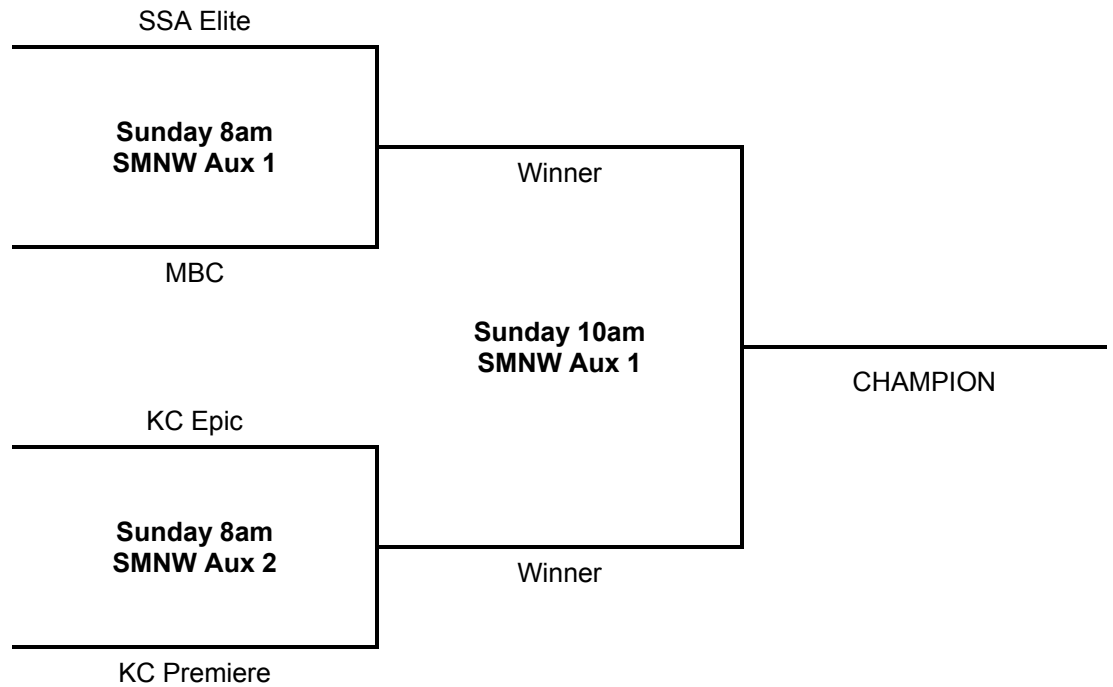 SSA Elite
Sunday 8am
SMNW Aux 1
Winner
MBC
Sunday 10am
SMNW Aux 1
CHAMPION
KC Epic
Sunday 8am
SMNW Aux 2
Winner
KC Premiere